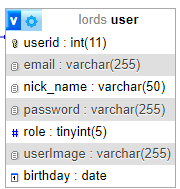 v lords user
userid : int(11)
email : varchar(255)
nick_name : varchar(50)
password : varchar(255)
# role : tinyint(5)
userImage : varchar(255)
birthday : date